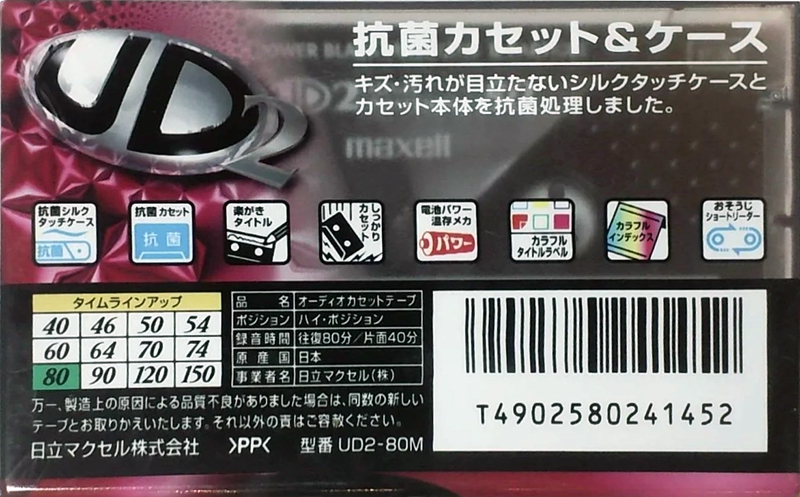 UD2
抗菌カセット&ケース
キズ・汚れが目立たないシルクタッチケースと
カセット本体を抗菌処理しました。
maxell
抗菌シルク
タッチケース
抗菌
抗菌カセット
抗菌
楽がき
タイトル
しっかり
カセット
電池パワー
温存メカ
パワー
カラフル
タイトルラベル
カラフル
インデックス
おそうじ
ショートリーダー
タイムラインアップ
40 46 50 54
60 64 70 74
80 90 120 150
品名 オーディオカセットテープ
ポジション ハイ・ポジション
録音時間 往復80分/片面40分
原産国 日本
事業者名 日立マクセル(株)
万一、製造上の原因による品質不良がありました場合は、同数の新しい
テープとお取りかえいたします。それ以外の責はご容赦ください。
日立マクセル株式会社 >PP< 型番 UD2-80M
T4902580241452